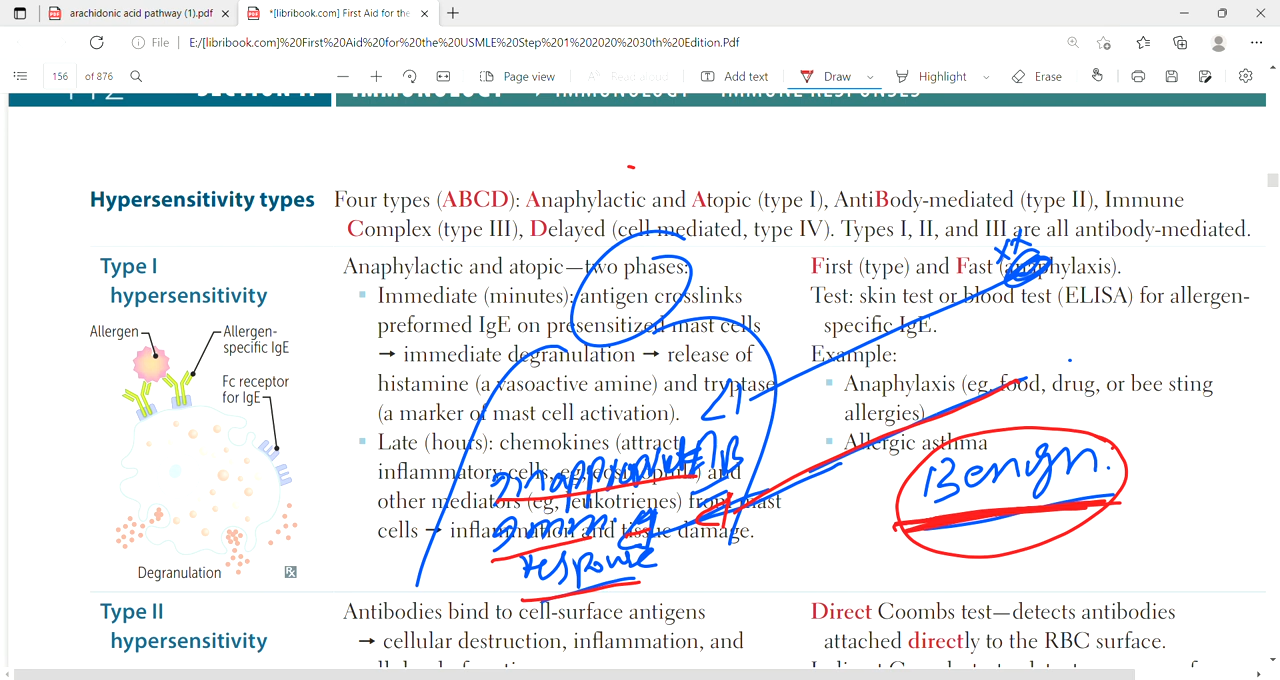 arachidonic acid pathway (1).pdf
*[libribook.com] First Aid for the
File
E:/[libribook.com]%20First%20Aid%20for%20the%20USMLE%20Step%201%202020%2030th%20Edition.Pdf
156 of 876
Page view
Read aloud
Add text
Draw
Highlight
Erase
112 SECTION II IMMUNOLOGY IMMUNOLOGY—IMMUNE RESPONSES
Hypersensitivity types
Four types (ABCD): Anaphylactic and Atopic (type I), AntiBody-mediated (type II), Immune
Complex (type III), Delayed (cell-mediated, type IV). Types I, II, and III are all antibody-mediated.
Type I
hypersensitivity
Allergen
Allergen-
specific IgE
Fc receptor
for IgE
Degranulation
Rx
Anaphylactic and atopic—two phases:
Immediate (minutes): antigen crosslinks
preformed IgE on presensitized mast cells
→ immediate degranulation → release of
histamine (a vasoactive amine) and tryptase
(a marker of mast cell activation).
Late (hours): chemokines (attract
inflammatory cells, eg, eosinophils) and
other mediators (eg, leukotrienes) from mast
cells → inflammation and tissue damage.
response
First (type) and Fast (anaphylaxis).
Test: skin test or blood test (ELISA) for allergen-
specific IgE.
Example:
Anaphylaxis (eg, food, drug, or bee sting
allergies)
Allergic asthma
Benign.
Type II
hypersensitivity
Antibodies bind to cell-surface antigens
→ cellular destruction, inflammation, and
Direct Coombs test—detects antibodies
attached directly to the RBC surface.